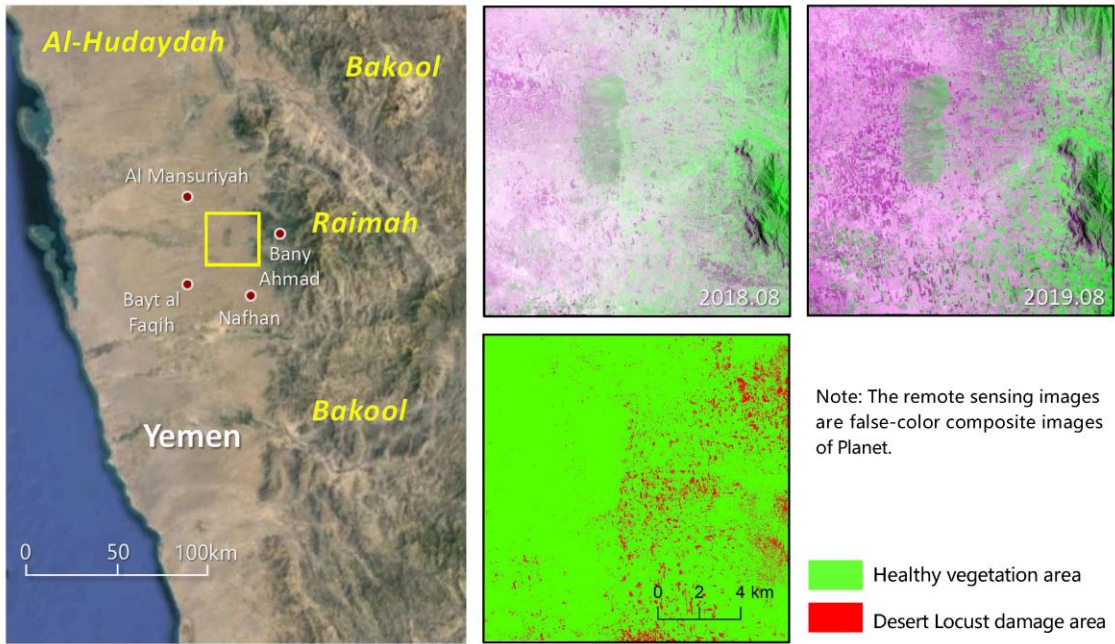 Al-Hudaydah
Bakool
Al Mansuriyah
Raimah
Bany
Ahmad
Bayt al
Faqih
Nafhan
Bakool
Yemen
0 50 100km
2018.08
2019.08
0 2 4 km
Note: The remote sensing images
are false-color composite images
of Planet.
Healthy vegetation area
Desert Locust damage area